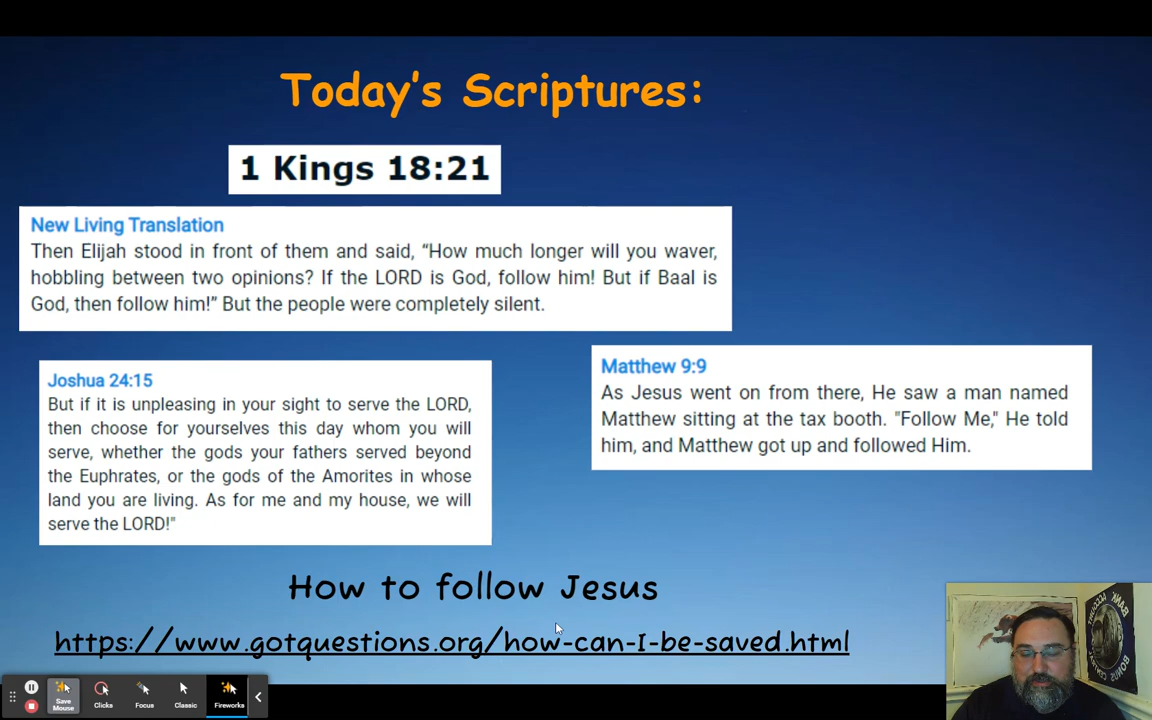 Today's Scriptures:
1 Kings 18:21
New Living Translation
Then Elijah stood in front of them and said, “How much longer will you waver,
hobbling between two opinions? If the LORD is God, follow him! But if Baal is
God, then follow him!” But the people were completely silent.
Joshua 24:15
But if it is unpleasing in your sight to serve the LORD,
then choose for yourselves this day whom you will
serve, whether the gods your fathers served beyond
the Euphrates, or the gods of the Amorites in whose
land you are living. As for me and my house, we will
serve the LORD!"
Matthew 9:9
As Jesus went on from there, He saw a man named
Matthew sitting at the tax booth. "Follow Me," He told
him, and Matthew got up and followed Him.
How to follow Jesus
https://www.gotquestions.org/how-can-I-be-saved.html
Save
Mouse
Clicks
Focus
Classic
Fireworks
BANK ACCOUNT
BONUS